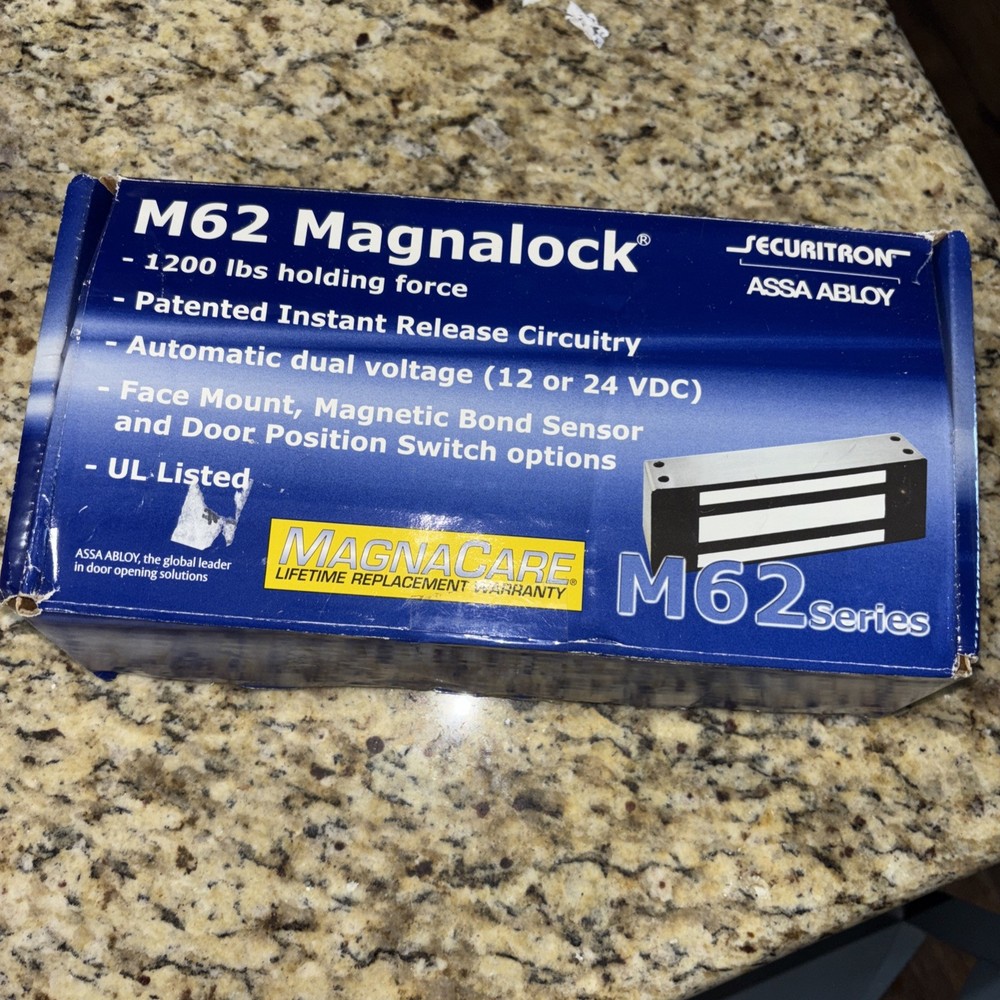 M62 Magnalock®
- 1200 lbs holding force
- Patented Instant Release Circuitry
- Automatic dual voltage (12 or 24 VDC)
- Face Mount, Magnetic Bond Sensor
and Door Position Switch options
- UL Listed
SECURITRON
ASSA ABLOY
ASSA ABLOY, the global leader
in door opening solutions
MAGNACARE®
LIFETIME REPLACEMENT WARRANTY
M62 Series